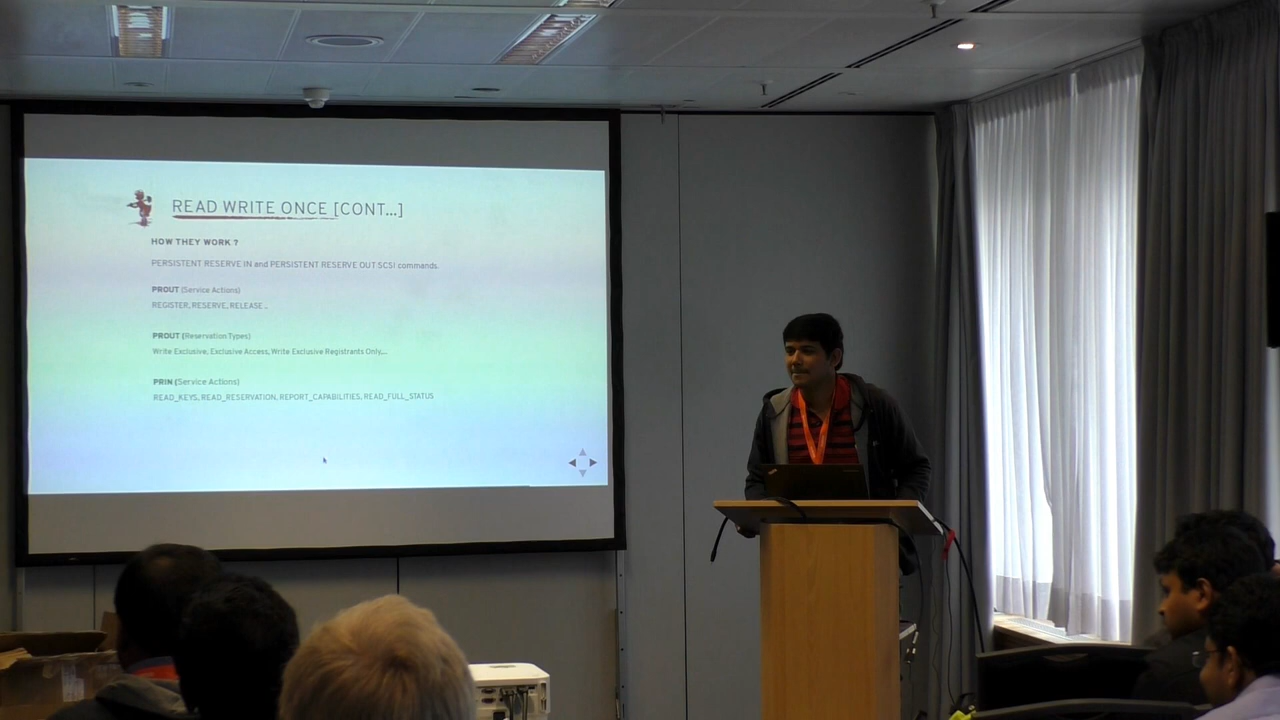 READ WRITE ONCE [CONT...]
HOW THEY WORK ?
PERSISTENT RESERVE IN and PERSISTENT RESERVE OUT SCSI commands.
PROUT (Service Actions)
REGISTER, RESERVE, RELEASE...
PROUT (Reservation Types)
Write Exclusive, Exclusive Access, Write Exclusive Registrants Only,...
PRIN (Service Actions)
READ_KEYS, READ_RESERVATION, REPORT_CAPABILITIES, READ_FULL_STATUS